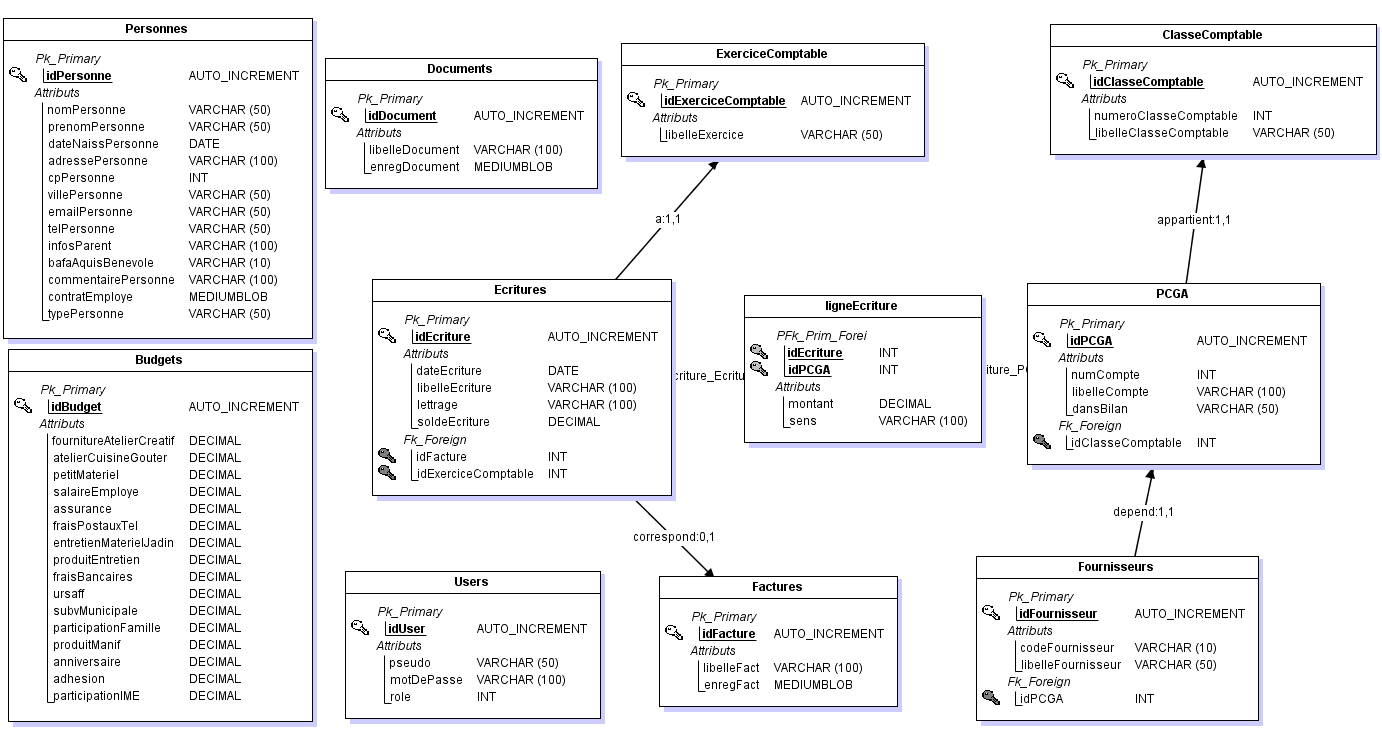 Personnes
Pk_Primary
idPersonne AUTO_INCREMENT
Attributs
nomPersonne VARCHAR (50)
prenomPersonne VARCHAR (50)
dateNaissPersonne DATE
adressePersonne VARCHAR (100)
cpPersonne INT
villePersonne VARCHAR (50)
emailPersonne VARCHAR (50)
telPersonne VARCHAR (50)
infosParent VARCHAR (100)
bafaAquisBenevole VARCHAR (10)
commentairePersonne VARCHAR (100)
contratEmploye MEDIUMBLOB
typePersonne VARCHAR (50)
Documents
Pk_Primary
idDocument AUTO_INCREMENT
Attributs
libelleDocument VARCHAR (100)
enregDocument MEDIUMBLOB
ExerciceComptable
Pk_Primary
idExerciceComptable AUTO_INCREMENT
Attributs
libelleExercice VARCHAR (50)
ClasseComptable
Pk_Primary
idClasseComptable AUTO_INCREMENT
Attributs
numeroClasseComptable INT
libelleClasseComptable VARCHAR (50)
a:1,1
appartient:1,1
Ecritures
Pk_Primary
idEcriture AUTO_INCREMENT
Attributs
dateEcriture DATE
libelleEcriture VARCHAR (100)
lettrage VARCHAR (100)
soldeEcriture DECIMAL
Fk_Foreign
idFacture INT
idExerciceComptable INT
criture_Ecritu
ligneEcriture
PFk_Prim_Forei
idEcriture INT
idPCGA INT
Attributs
montant DECIMAL
sens VARCHAR (100)
iture_P
PCGA
Pk_Primary
idPCGA AUTO_INCREMENT
Attributs
numCompte INT
libelleCompte VARCHAR (100)
dansBilan VARCHAR (50)
Fk_Foreign
idClasseComptable INT
Budgets
Pk_Primary
idBudget AUTO_INCREMENT
Attributs
fournitureAtelierCreatif DECIMAL
atelierCuisineGouter DECIMAL
petitMateriel DECIMAL
salaireEmploye DECIMAL
assurance DECIMAL
fraisPostauxTel DECIMAL
entretienMaterielJadin DECIMAL
produitEntretien DECIMAL
fraisBancaires DECIMAL
ursaff DECIMAL
subvMunicipale DECIMAL
participationFamille DECIMAL
produitManif DECIMAL
anniversaire DECIMAL
adhesion DECIMAL
participationIME DECIMAL
correspond:0,1
depend:1,1
Users
Pk_Primary
idUser AUTO_INCREMENT
Attributs
pseudo VARCHAR (50)
motDePasse VARCHAR (100)
role INT
Factures
Pk_Primary
idFacture AUTO_INCREMENT
Attributs
libelleFact VARCHAR (100)
enregFact MEDIUMBLOB
Fournisseurs
Pk_Primary
idFournisseur AUTO_INCREMENT
Attributs
codeFournisseur VARCHAR (10)
libelleFournisseur VARCHAR (50)
Fk_Foreign
idPCGA INT